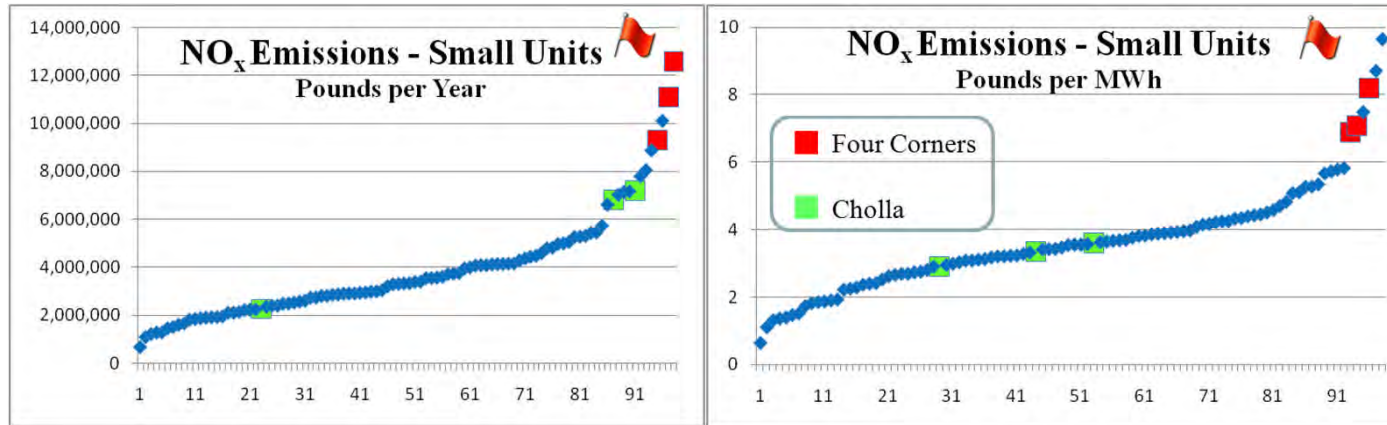 NOx Emissions - Small Units
Pounds per Year
14,000,000
12,000,000
10,000,000
8,000,000
6,000,000
4,000,000
2,000,000
0
1 11 21 31 41 51 61 71 81 91
NOx Emissions - Small Units
Pounds per MWh
Four Corners
Cholla
10
8
6
4
2
0
1 11 21 31 41 51 61 71 81 91